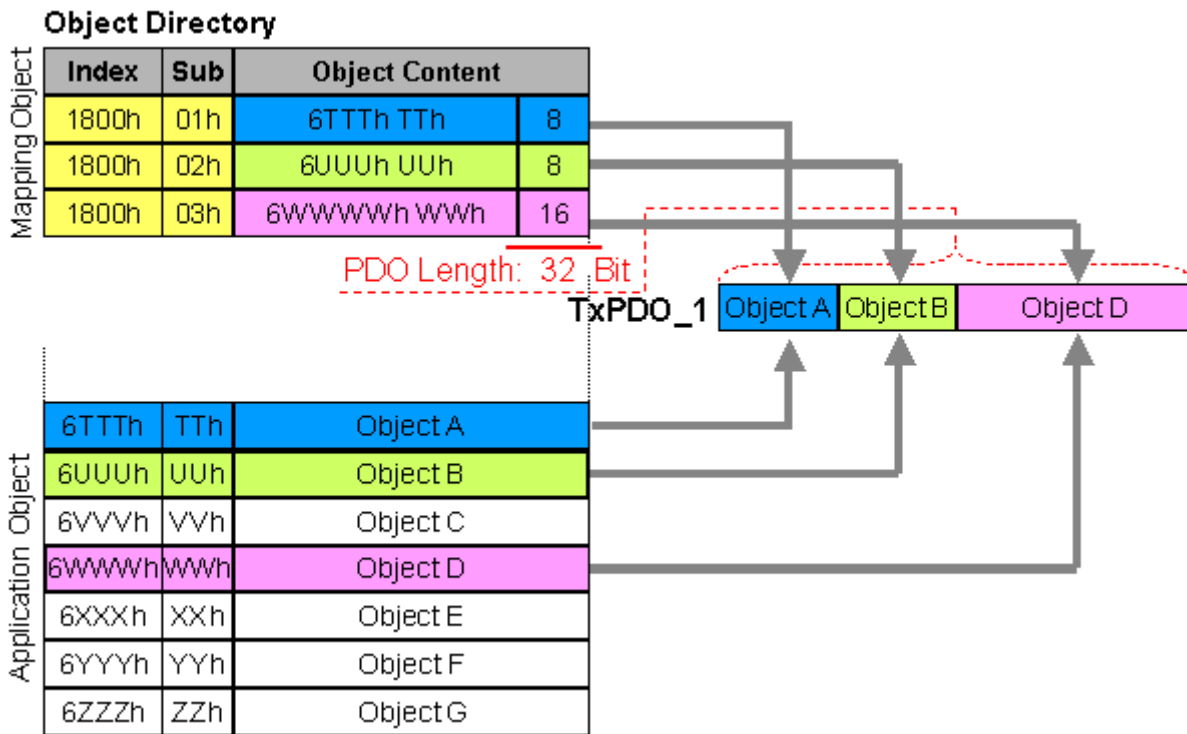 Object Directory
Mapping Object
Index Sub Object Content
1800h 01h 6TTTh TTh 8
1800h 02h 6UUUh UUh 8
1800h 03h 6WWWWh WWh 16
PDO Length: 32 Bit
TxPDO_1 Object A Object B Object D
Application Object
6TTTh TTh Object A
6UUUh UUh Object B
6VVVh VVh Object C
6WWWh WWh Object D
6XXXh XXh Object E
6YYYh YYh Object F
6ZZZh ZZh Object G